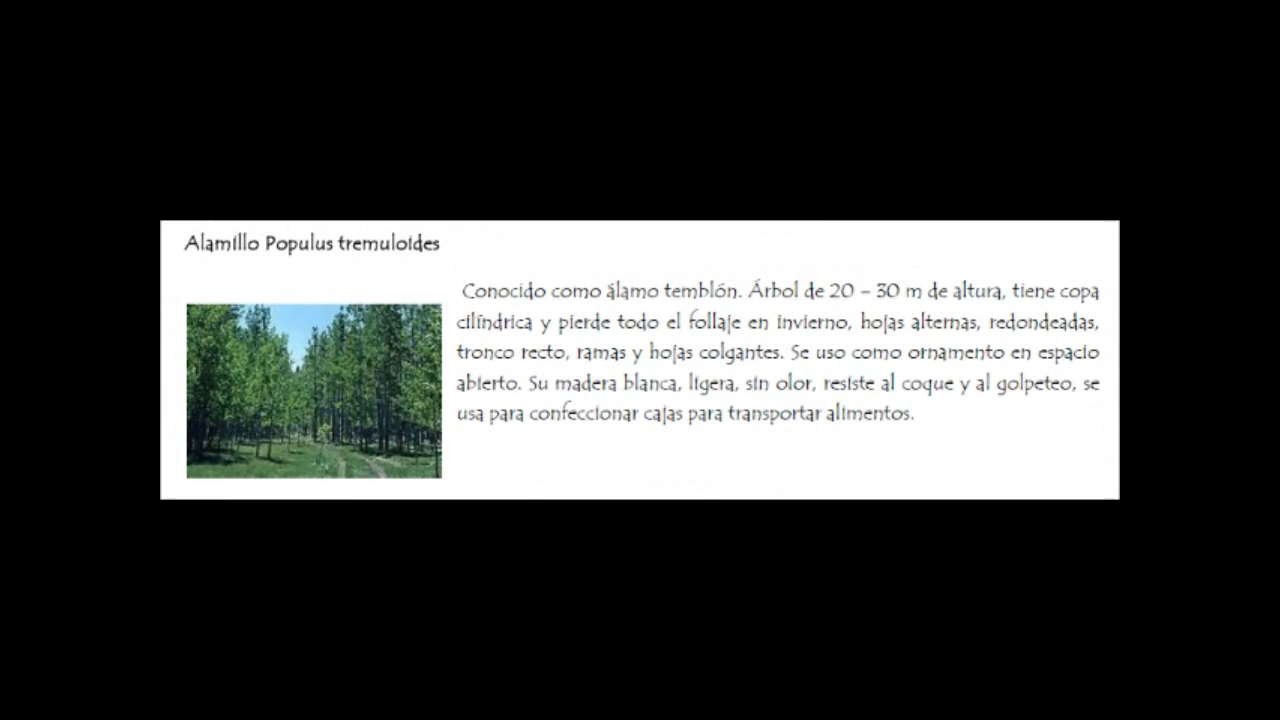 Alamillo Populus tremuloides
Conocido como álamo temblón. Árbol de 20 – 30 m de altura, tiene copa
cilíndrica y pierde todo el follaje en invierno, hojas alternas, redondeadas,
tronco recto, ramas y hojas colgantes. Se uso como ornamento en espacio
abierto. Su madera blanca, ligera, sin olor, resiste al coque y al golpeteo, se
usa para confeccionar cajas para transportar alimentos.